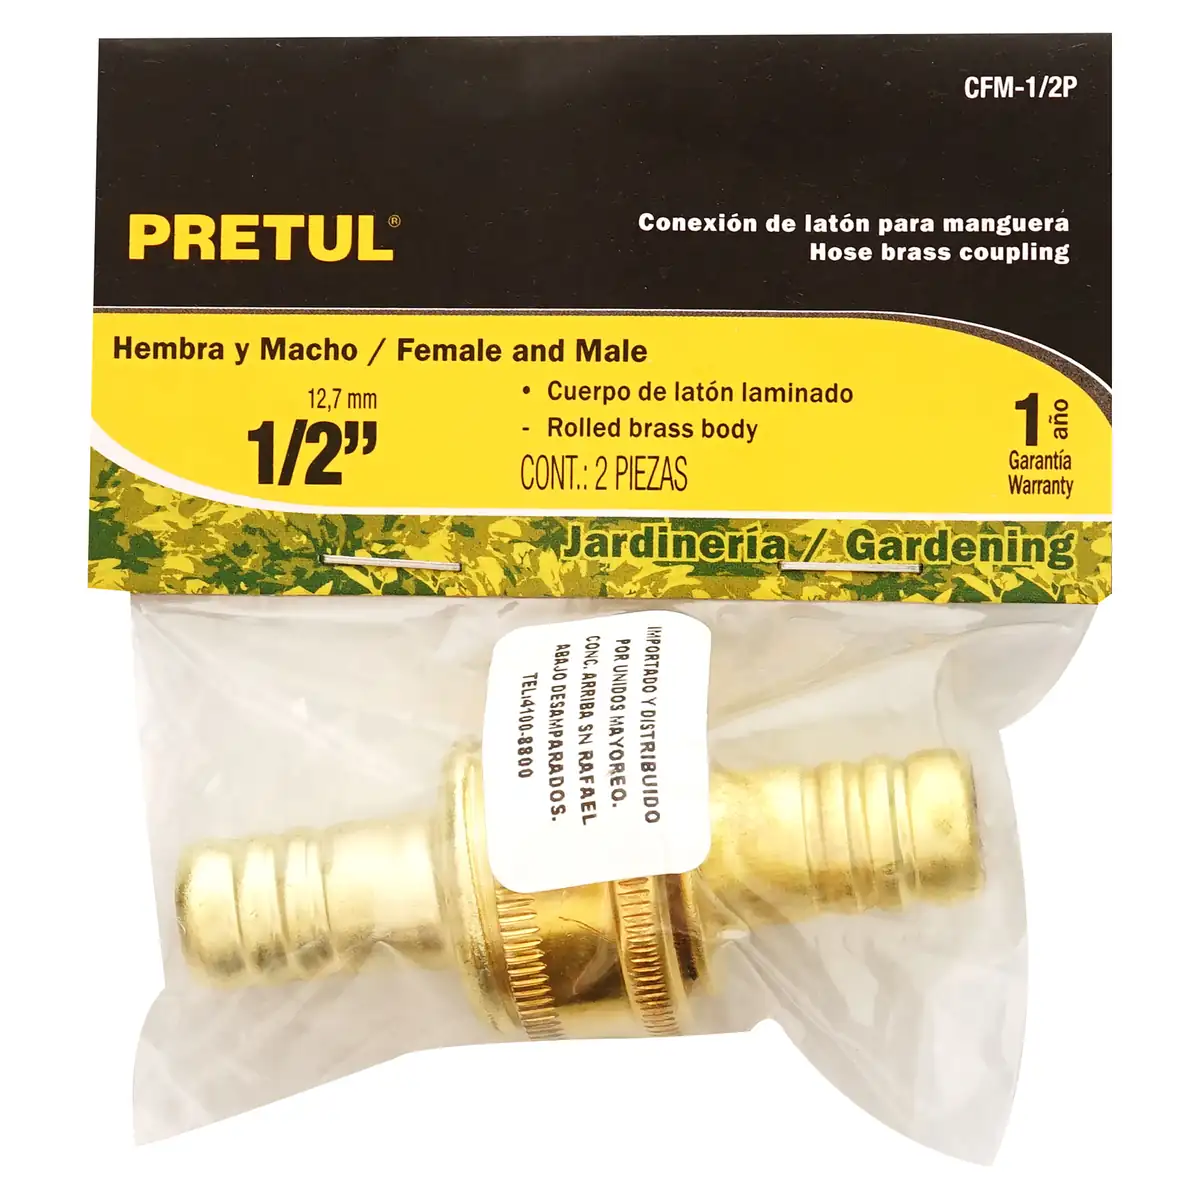 CFM-1/2P
PRETUL®
Conexión de latón para manguera
Hose brass coupling
Hembra y Macho / Female and Male
12,7 mm
1/2”
• Cuerpo de latón laminado
- Rolled brass body
CONT.: 2 PIEZAS
1 año
Garantía
Warranty
Jardinería / Gardening
IMPORTADO Y DISTRIBUIDO
POR UNIDOS MAYOREO.
CONC. ARRIBA SN RAFAEL
ABAJO DESAMPARADOS.
TEL:4100-8800